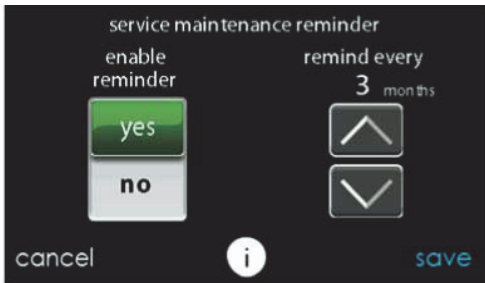 service maintenance reminder
enable
reminder
remind every
3 months
yes
no
cancel
i
save